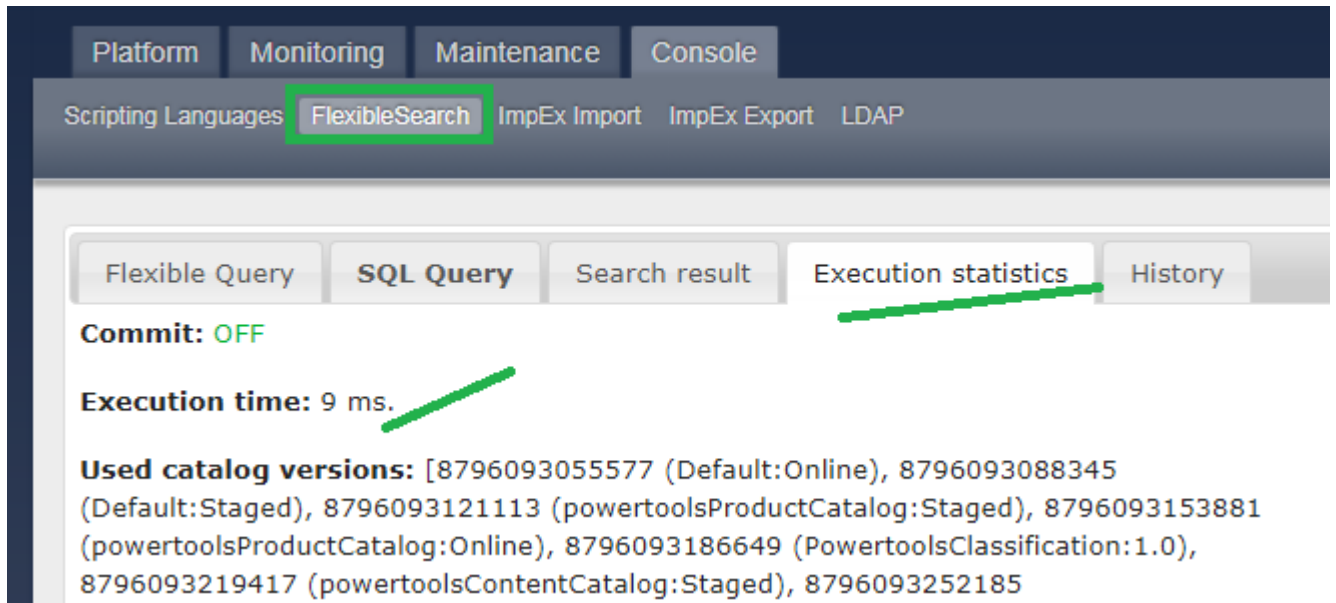 Platform Monitoring Maintenance Console
Scripting Languages FlexibleSearch ImpEx Import ImpEx Export LDAP
Flexible Query SQL Query Search result Execution statistics History
Commit: OFF
Execution time: 9 ms.
Used catalog versions: [8796093055577 (Default:Online), 8796093088345
(Default:Staged), 8796093121113 (powertoolsProductCatalog:Staged), 8796093153881
(powertoolsProductCatalog:Online), 8796093186649 (PowertoolsClassification:1.0),
8796093219417 (powertoolsContentCatalog:Staged), 8796093252185